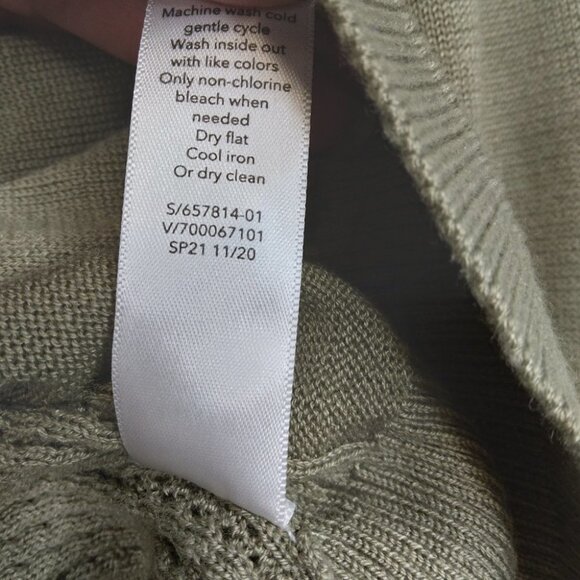 Machine wash cold
gentle cycle
Wash inside out
with like colors
Only non-chlorine
bleach when
needed
Dry flat
Cool iron
Or dry clean
S/657814-01
V/700067101
SP21 11/20